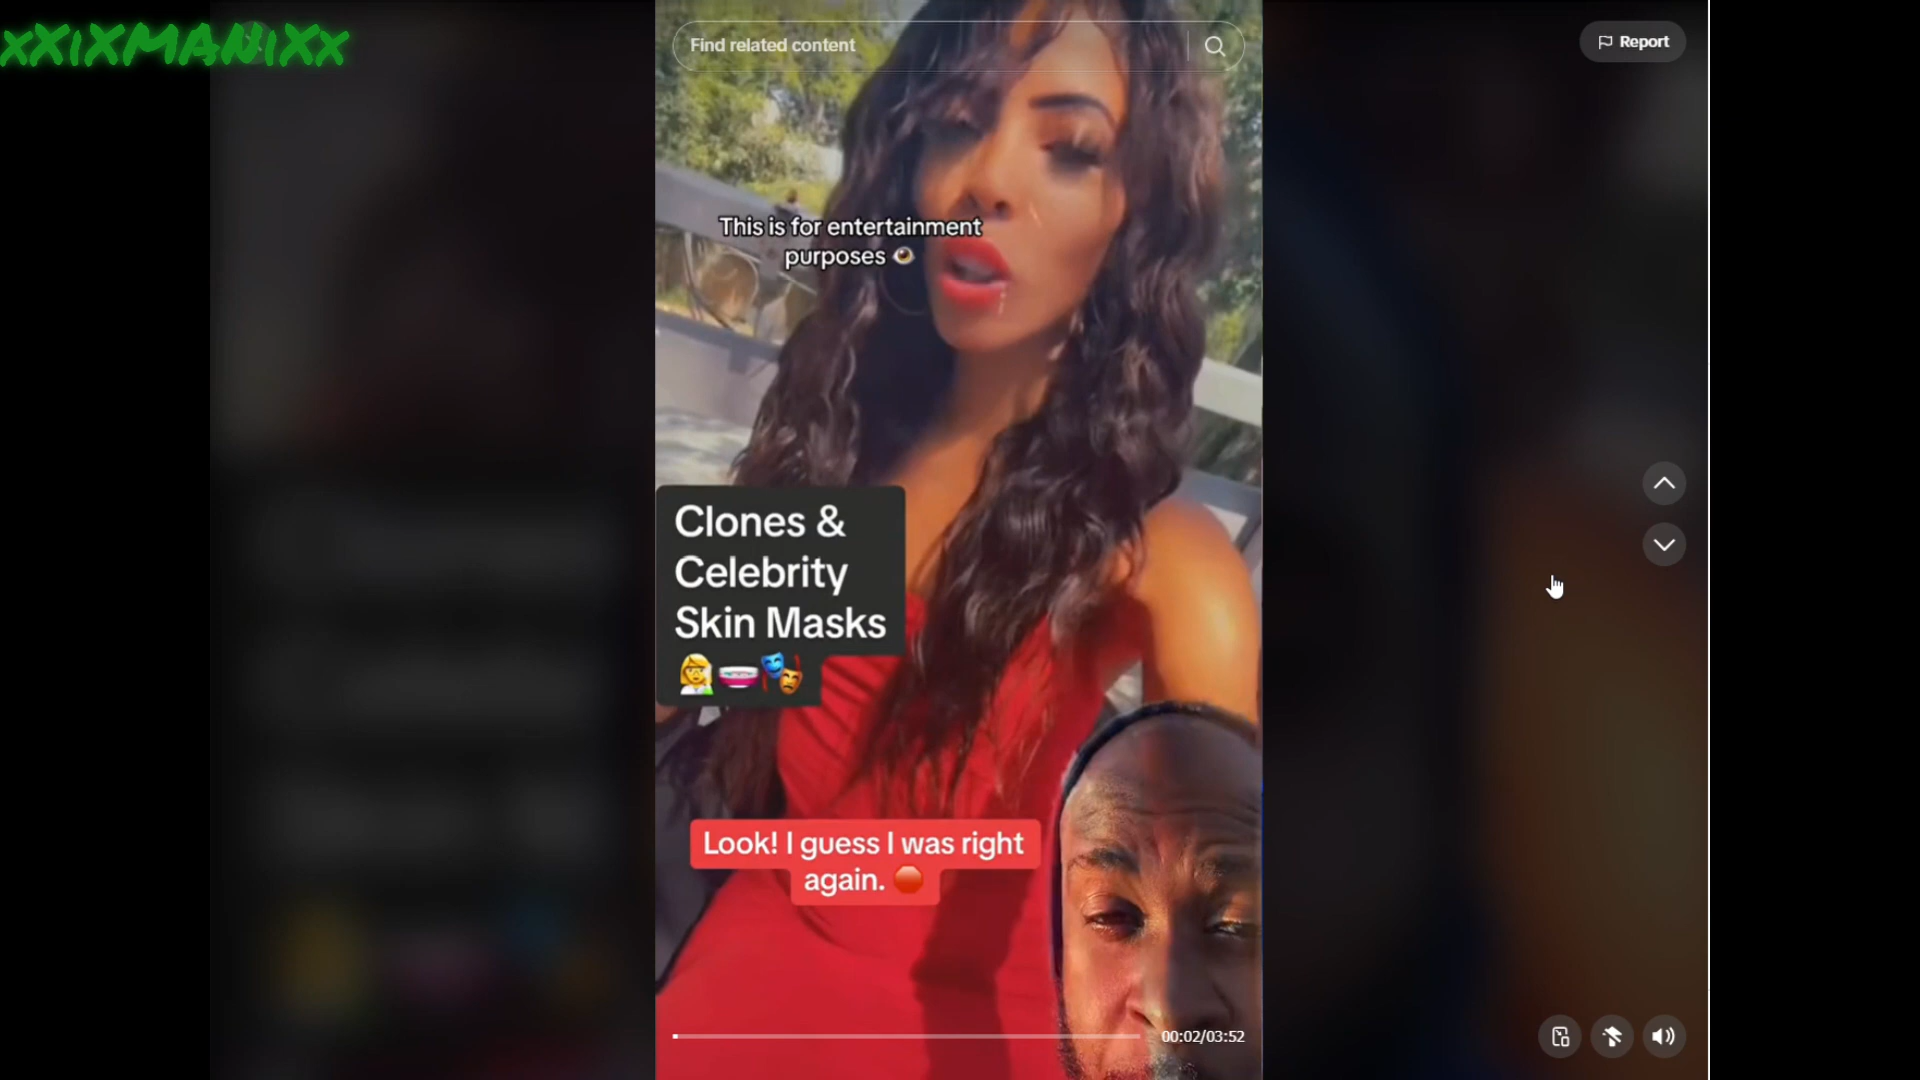 xXiXMANiXx
Find related content
Report
This is for entertainment
purposes 👁️
Clones &
Celebrity
Skin Masks
👩‍🔬🧫🎭
Look! I guess I was right
again. 🛑
00:02/03:52